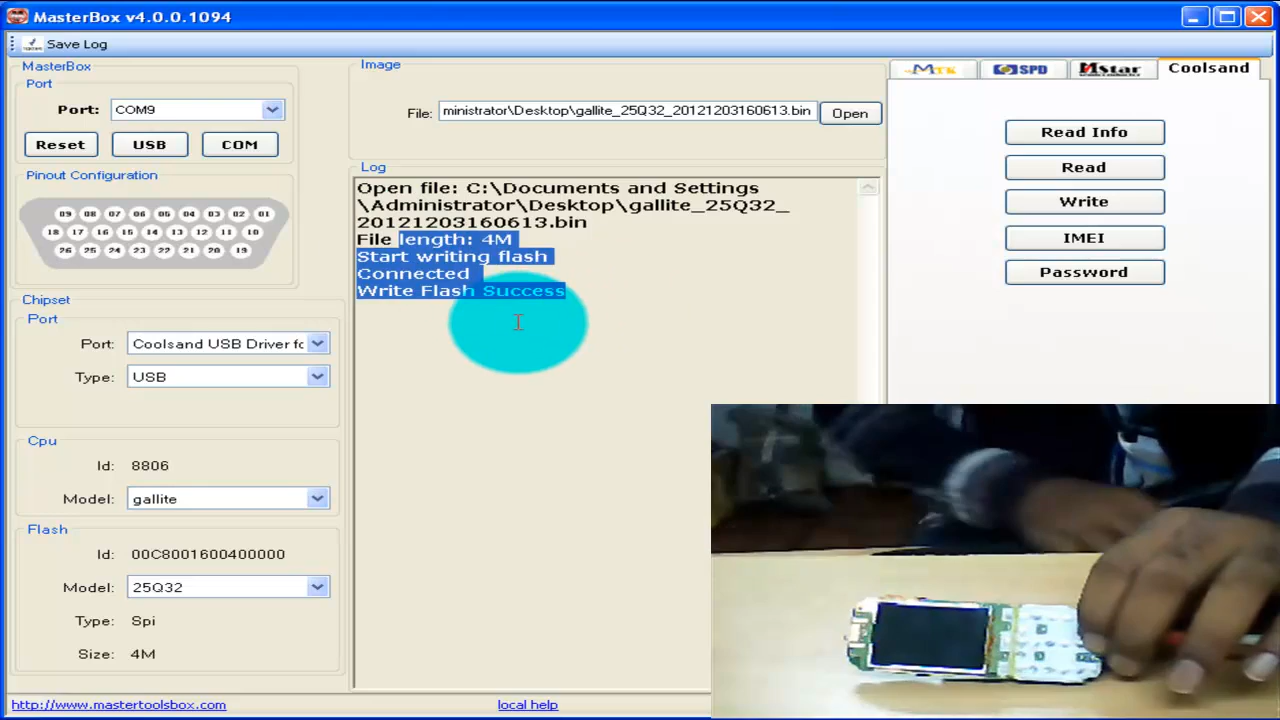 MasterBox v4.0.0.1094
Save Log
MasterBox
Port
Port: COM9
Reset USB COM
Pinout Configuration
09 08 07 06 05 04 03 02 01
18 17 16 15 14 13 12 11 10
26 25 24 23 22 21 20 19
Chipset
Port
Port: Coolsand USB Driver fo
Type: USB
Cpu
Id: 8806
Model: gallite
Flash
Id: 00C8001600400000
Model: 25Q32
Type: Spi
Size: 4M
http://www.mastertoolsbox.com
Image
File: ministrator\Desktop\gallite_25Q32_20121203160613.bin Open
Log
Open file: C:\Documents and Settings
\Administrator\Desktop\gallite_25Q32_
20121203160613.bin
File length: 4M
Start writing flash
Connected
Write Flash Success
local help
MTK SPD Mstar Coolsand
Read Info
Read
Write
IMEI
Password